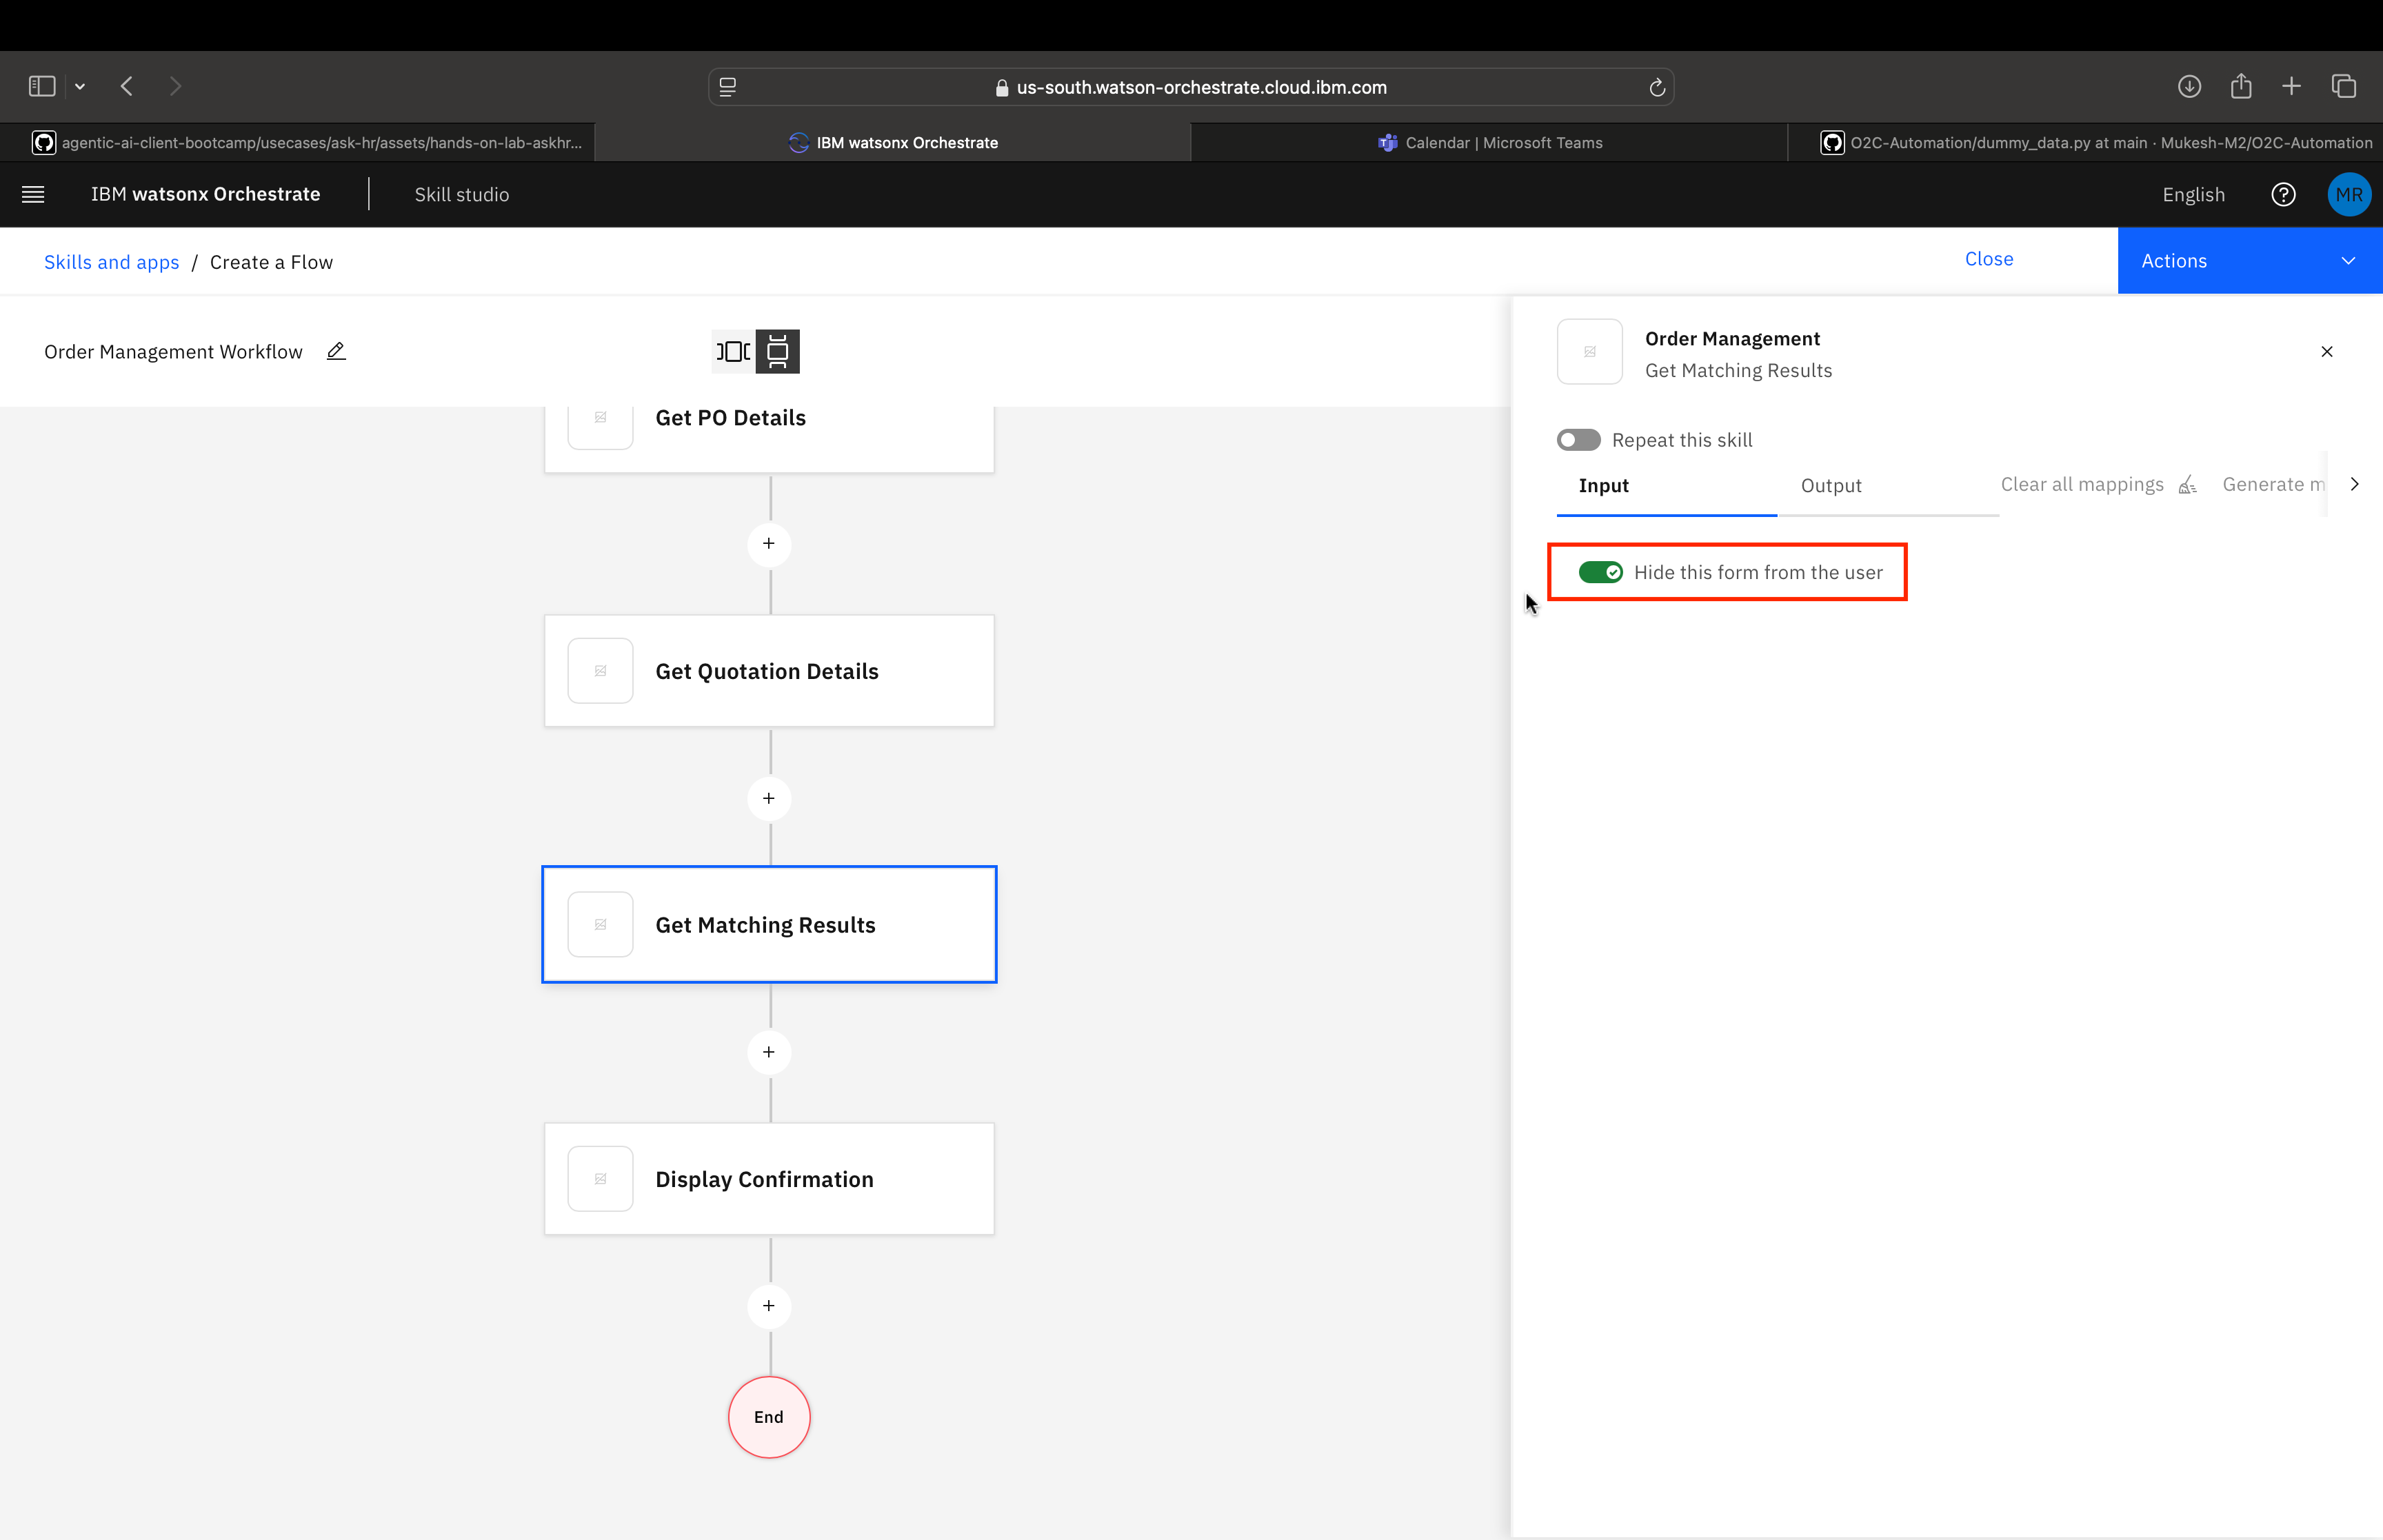 us-south.watson-orchestrate.cloud.ibm.com
agentic-ai-client-bootcamp/usecases/ask-hr/assets/hands-on-lab-askhr...
IBM watsonx Orchestrate
Calendar | Microsoft Teams
O2C-Automation/dummy_data.py at main · Mukesh-M2/O2C-Automation
IBM watsonx Orchestrate
Skill studio
English
MR
Skills and apps / Create a Flow
Close
Actions
Order Management Workflow
Order Management
Get Matching Results
Get PO Details
Repeat this skill
Input
Output
Clear all mappings
Generate m
Hide this form from the user
Get Quotation Details
Get Matching Results
Display Confirmation
End